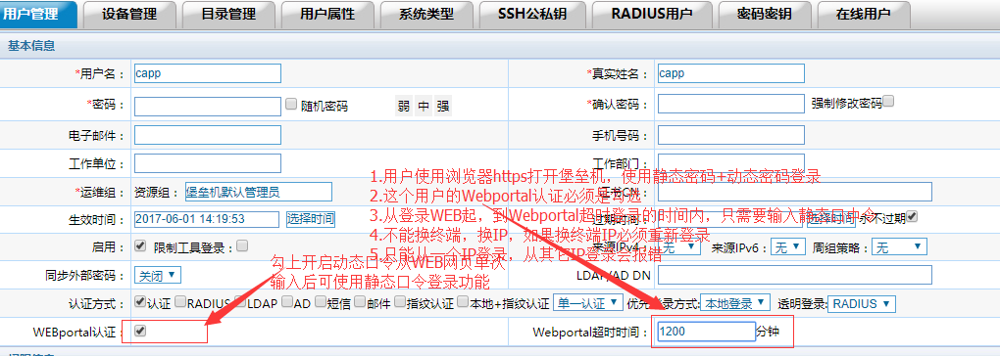 用户管理 设备管理 目录管理 用户属性 系统类型 SSH公私钥 RADIUS用户 密码密钥 在线用户
基本信息
*用户名： capp *真实姓名： capp
*密码： 随机密码 弱 中 强 *确认密码： 强制修改密码
电子邮件： 手机号码：
工作单位： 工作部门：
1.用户使用浏览器https打开堡垒机，使用静态密码+动态密码登录
*运维组： 资源组： 堡垒机默认管理员 证书CN：
2.这个用户的Webportal认证必须是勾选
3.从登录WEB起，到Webportal超时登录的时间内，只需要输入静态口令
生效时间： 2017-06-01 14:19:53 选择时间 过期时间： 选择时间 永不过期
4.不能换终端，换IP，如果换终端IP必须重新登录
启用： 限制工具登录： 来源IPv4： 无 来源IPv6： 无 周组策略： 无
5.只能从一个IP登录，从其它IP登录会报错
勾上开启动态口令从WEB网页单次
输入后可使用静态口令登录功能
同步外部密码： 关闭 LDAP/AD DN
认证方式： 认证 RADIUS LDAP AD 短信 邮件 指纹认证 本地+指纹认证 单一认证 优先登录方式: 本地登录 透明登录: RADIUS
WEBportal认证： Webportal超时时间： 1200 分钟